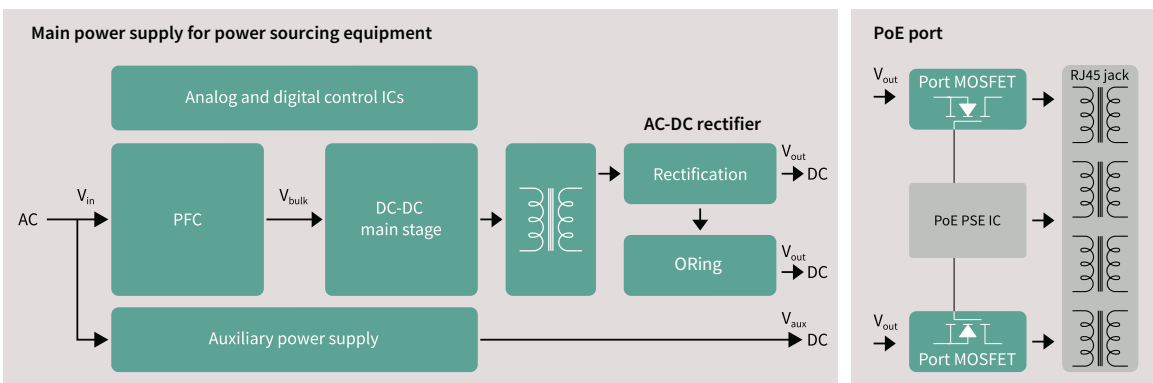 Main power supply for power sourcing equipment
Analog and digital control ICs
AC-DC rectifier
AC
Vin
PFC
Vbulk
DC-DC
main stage
Rectification
Vout
DC
ORing
Vout
DC
Auxiliary power supply
Vaux
DC
PoE port
Vout
Port MOSFET
RJ45 jack
PoE PSE IC
Vout
Port MOSFET